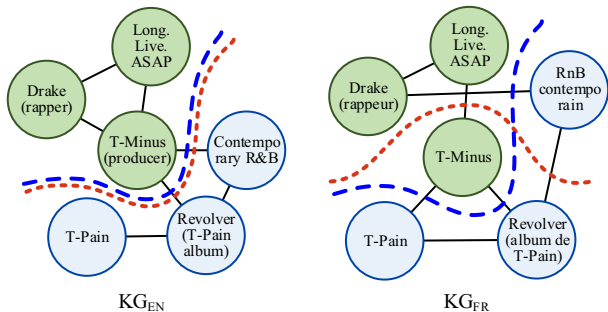 Long.
Live.
ASAP
Drake
(rapper)
T-Minus
(producer)
Contempo
rary R&B
T-Pain
Revolver
(T-Pain
album)
KGEN
Long.
Live.
ASAP
Drake
(rappeur)
RnB
contempo
rain
T-Minus
T-Pain
Revolver
(album de
T-Pain)
KGFR